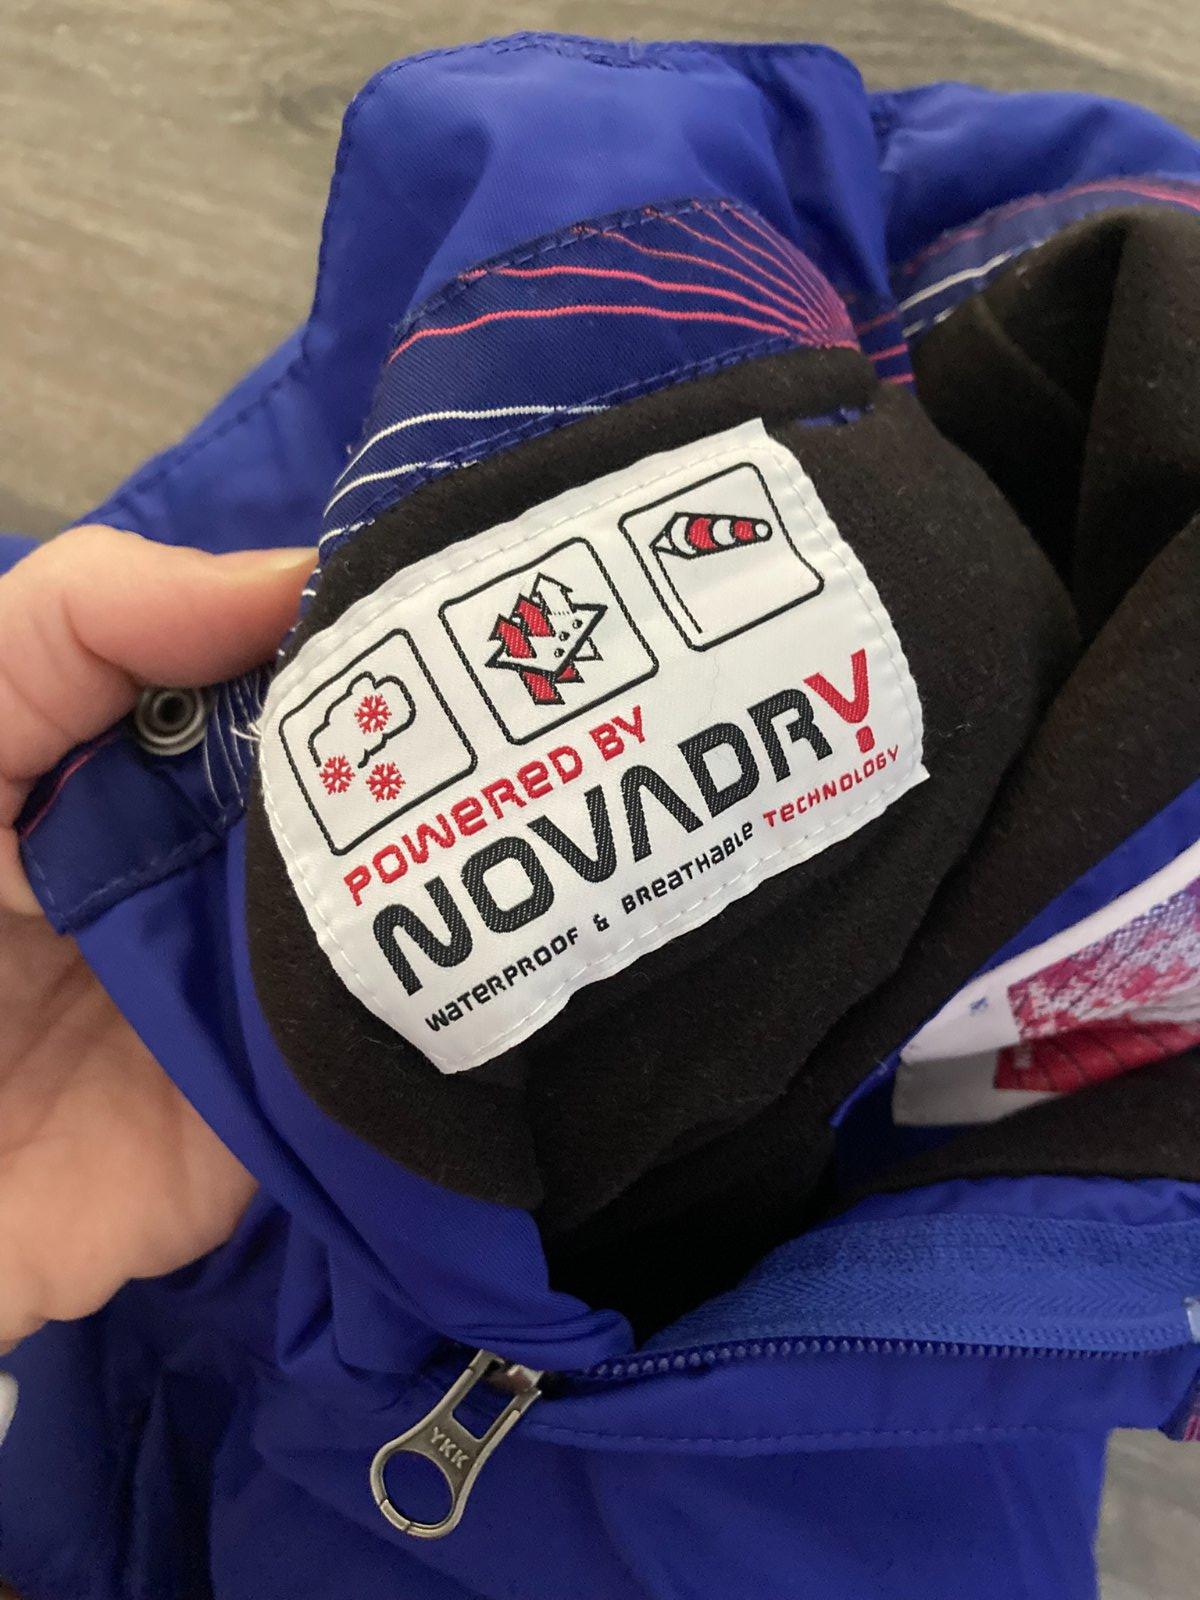 POWERED BY
NOVADRY
WATERPROOF & BREATHABLE TECHNOLOGY
YKK